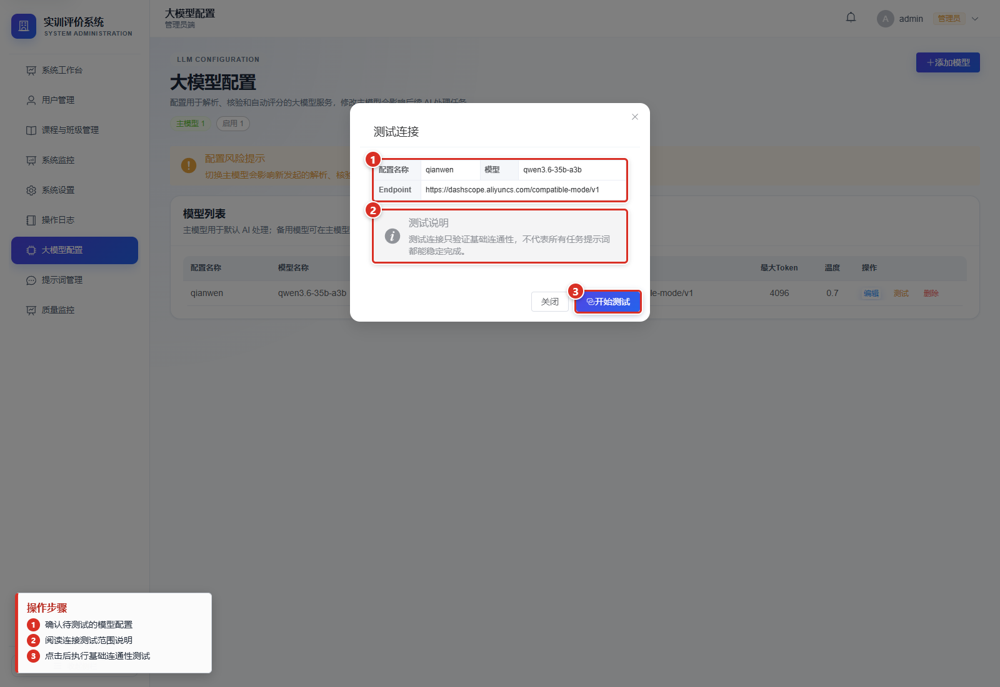 实训评价系统
SYSTEM ADMINISTRATION
系统工作台
用户管理
课程与班级管理
系统监控
系统设置
操作日志
大模型配置
提示词管理
质量监控
大模型配置
管理员端
A admin 管理员
LLM CONFIGURATION
大模型配置
配置用于解析、核验和自动评分的大模型服务，修改主模型会影响后续 AI 处理任务
主模型 1 启用 1
添加模型
配置风险提示
切换主模型会影响新发起的解析、核验
模型列表
主模型用于默认 AI 处理；备用模型可在主模型
配置名称 模型名称 最大Token 温度 操作
qianwen qwen3.6-35b-a3b le-mode/v1 4096 0.7 编辑 测试 删除
测试连接
1
配置名称 qianwen 模型 qwen3.6-35b-a3b
Endpoint https://dashscope.aliyuncs.com/compatible-mode/v1
2
测试说明
测试连接只验证基础连通性，不代表所有任务提示词
都能稳定完成。
关闭
3
开始测试
操作步骤
1 确认待测试的模型配置
2 阅读连接测试范围说明
3 点击后执行基础连通性测试